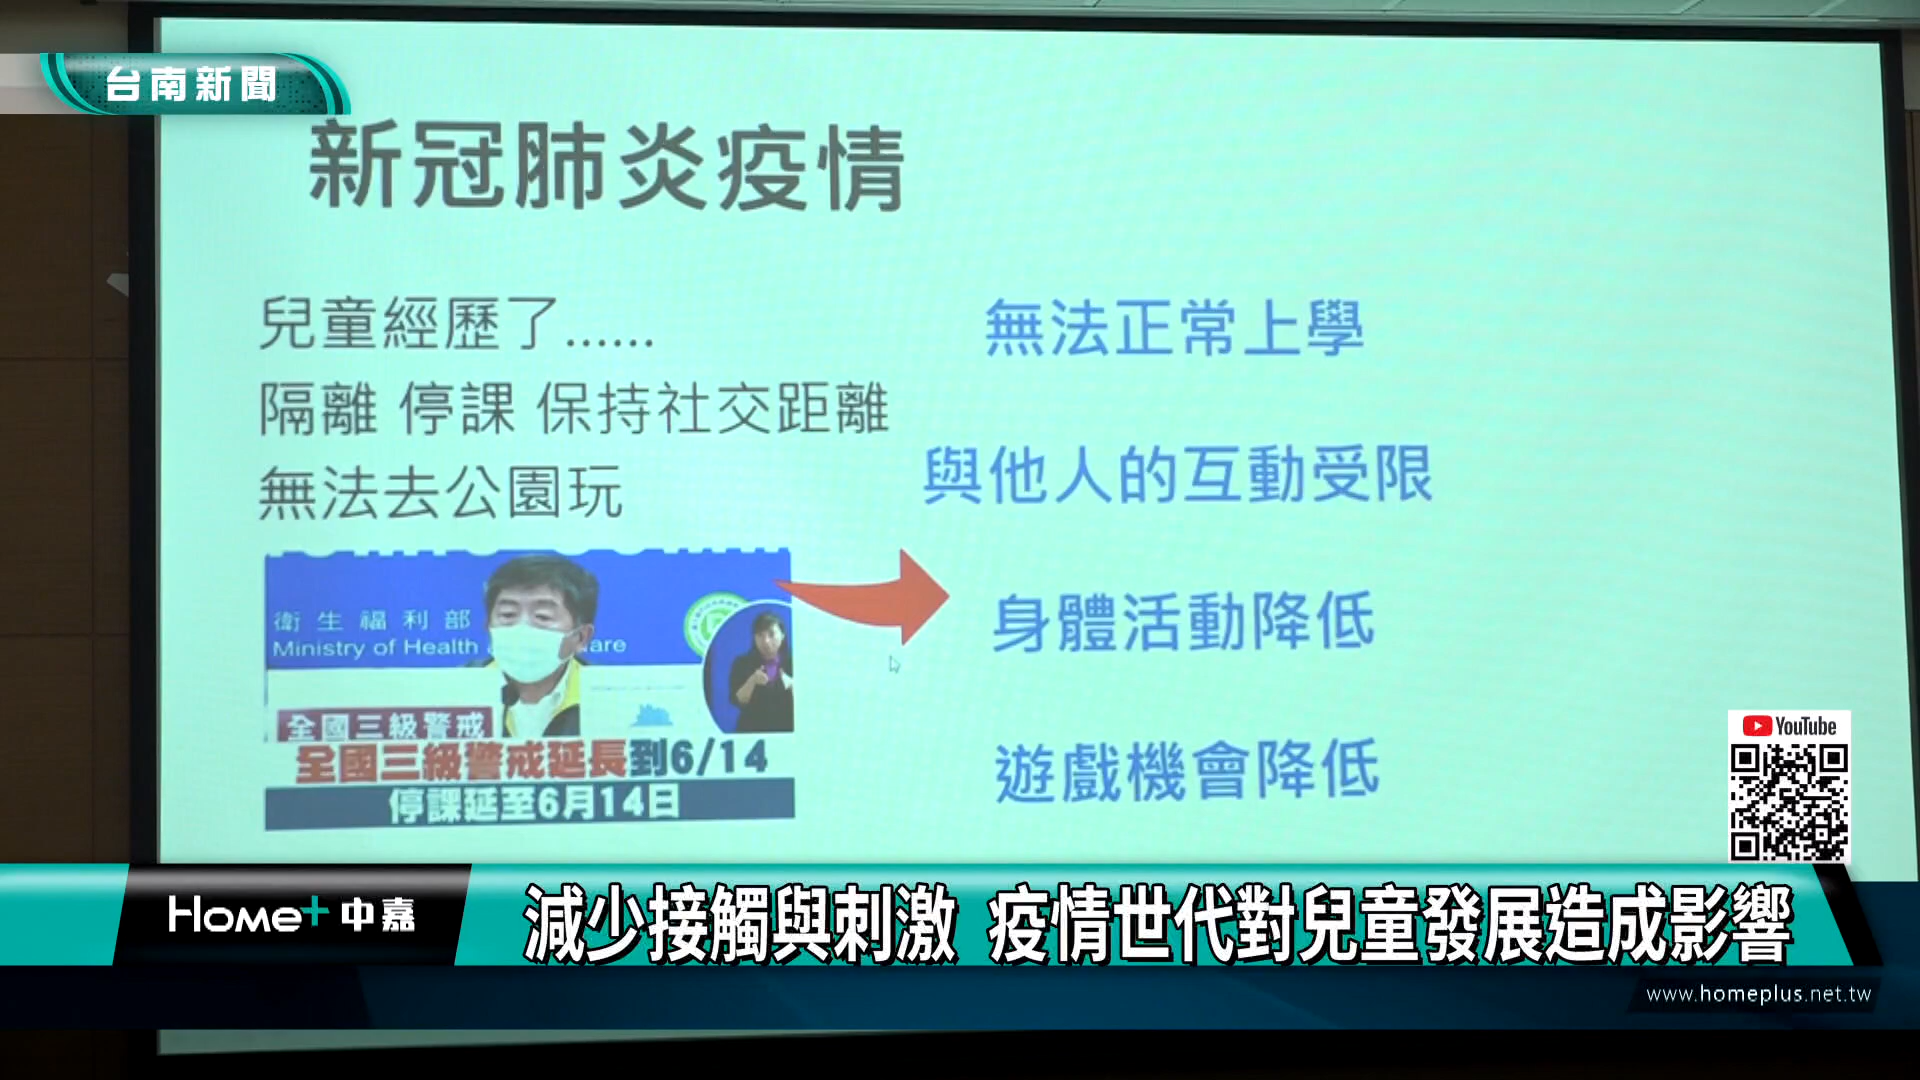 台南新聞
新冠肺炎疫情
兒童經歷了......
隔離 停課 保持社交距離
無法去公園玩
無法正常上學
與他人的互動受限
身體活動降低
遊戲機會降低
衛生福利部
Ministry of Health are
全國三級警戒
全國三級警戒延長到6/14
停課延至6月14日
YouTube
Home+ 中嘉
減少接觸與刺激 疫情世代對兒童發展造成影響
www.homeplus.net.tw